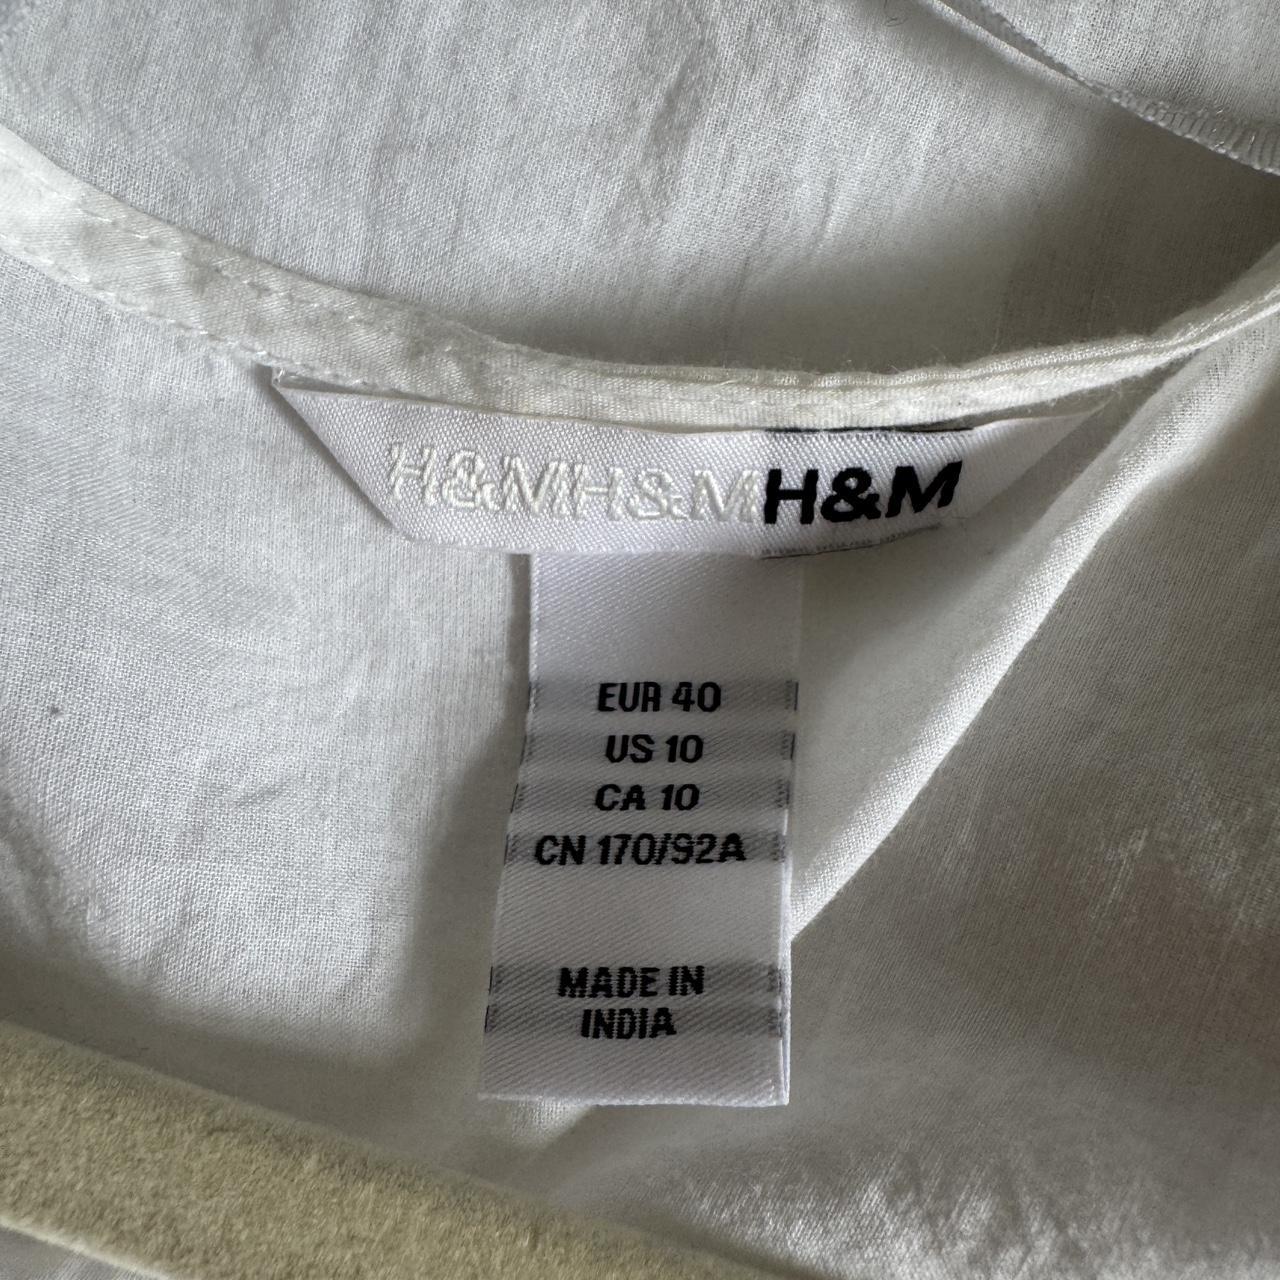 H&MH&MH&M
EUR 40
US 10
CA 10
CN 170/92A
MADE IN
INDIA